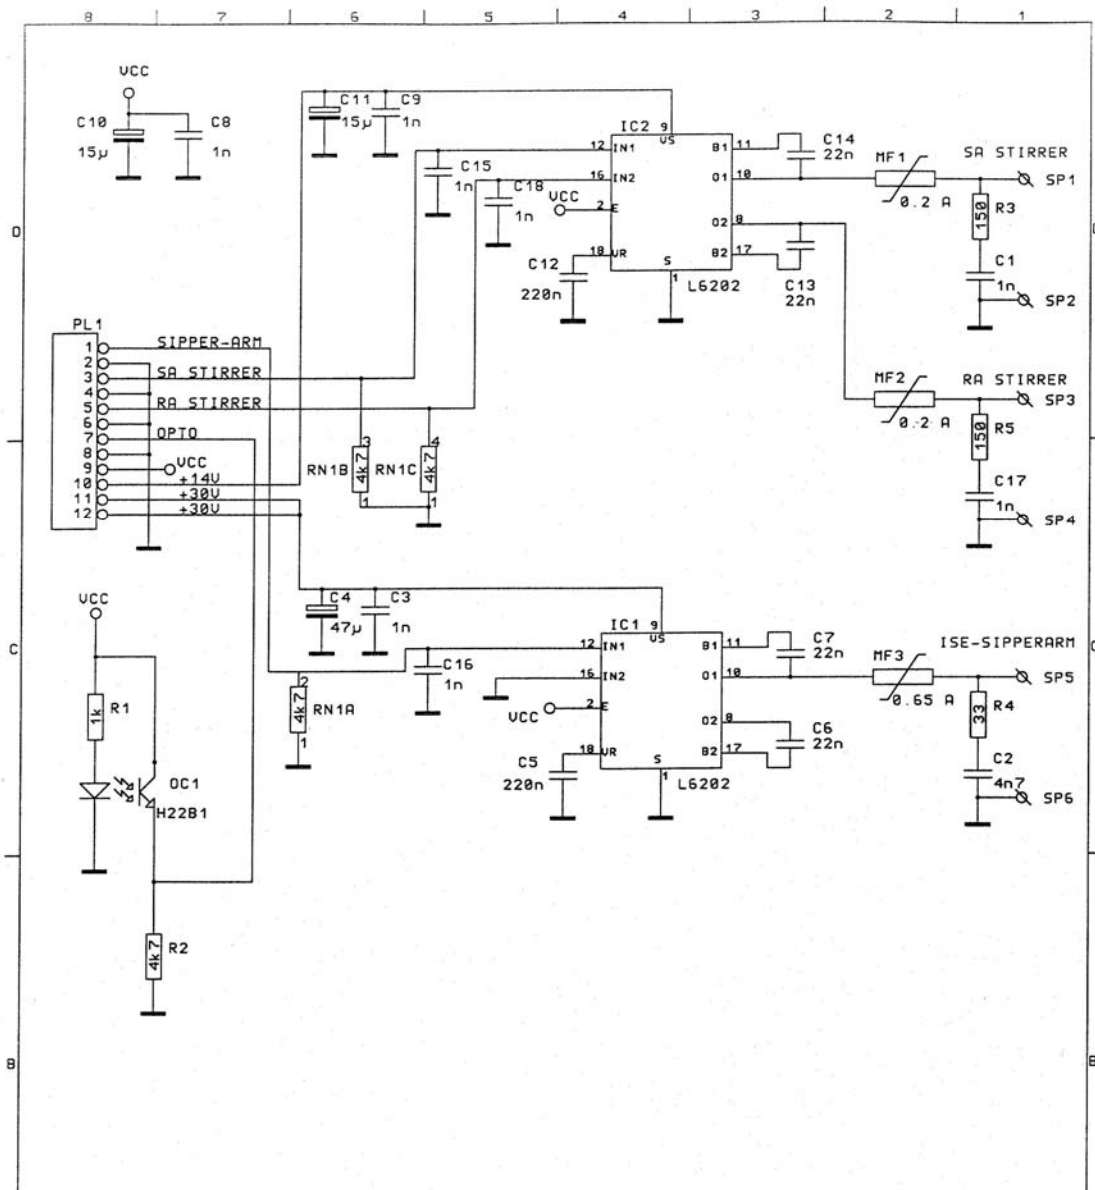 8 7 6 5 4 3 2 1
VCC
C10
15µ
C8
1n
C11
15µ
C9
1n
IC2
9
VS
12 IN1
16 IN2
2 E
18 VR
S
1
L6202
B1 11
O1 10
O2 8
B2 17
C15
1n
C18
1n
VCC
C12
220n
C14
22n
C13
22n
MF1
0.2 A
SA STIRRER
SP1
150
R3
C1
1n
SP2
D
MF2
0.2 A
RA STIRRER
SP3
150
R5
C17
1n
SP4
PL1
1 SIPPER-ARM
2
3 SA STIRRER
4
5 RA STIRRER
6
7 OPTO
8
9 VCC
10 +14V
11 +30V
12 +30V
3
RN1B
4k7
1
4
RN1C
4k7
1
C4
47µ
C3
1n
IC1
9
VS
12 IN1
16 IN2
2 E
18 VR
S
1
L6202
B1 11
O1 10
O2 8
B2 17
C16
1n
VCC
C5
220n
C7
22n
C6
22n
MF3
0.65 A
ISE-SIPPERARM
SP5
33
R4
C2
4n7
SP6
2
4k7
RN1A
1
C
VCC
1k
R1
OC1
H22B1
4k7
R2
B
B